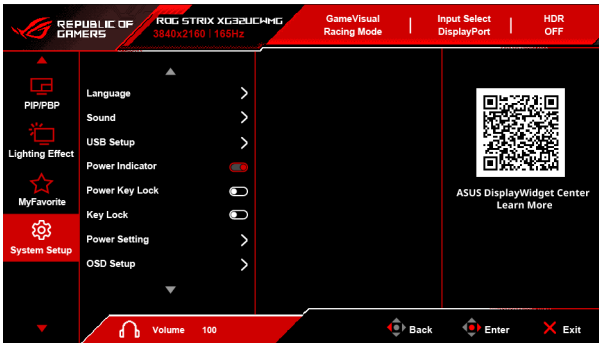 REPUBLIC OF
GAMERS
ROG STRIX XG32UCWMG
3840x2160 | 165Hz
GameVisual
Racing Mode
Input Select
DisplayPort
HDR
OFF
PIP/PBP
Lighting Effect
MyFavorite
System Setup
Language
Sound
USB Setup
Power Indicator
Power Key Lock
Key Lock
Power Setting
OSD Setup
ASUS DisplayWidget Center
Learn More
Volume 100
Back
Enter
Exit